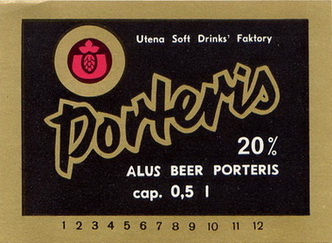 Utena Soft Drinks' Faktory
Porteris
20%
ALUS BEER PORTERIS
cap. 0,5 l
1 2 3 4 5 6 7 8 9 10 11 12